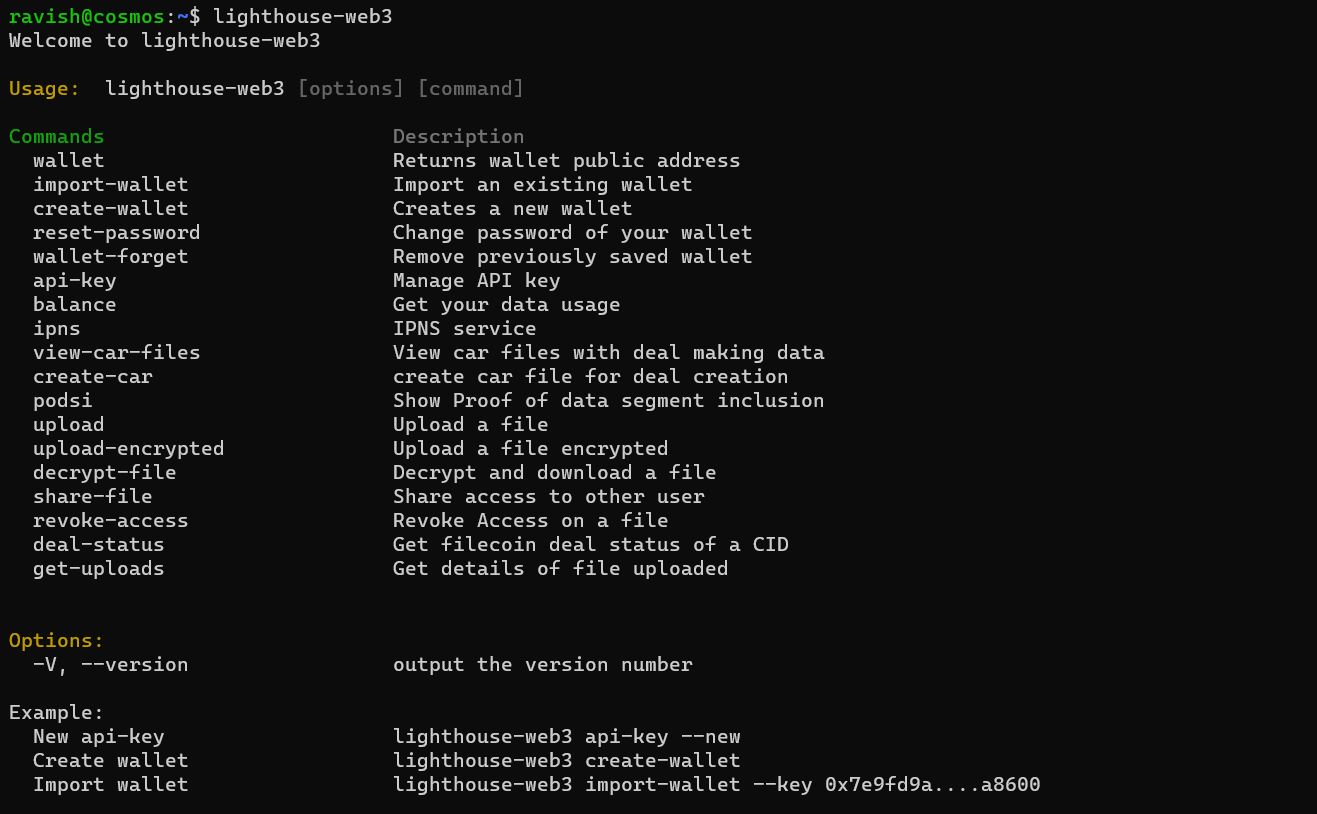 ravish@cosmos:~$ lighthouse-web3
Welcome to lighthouse-web3
Usage:  lighthouse-web3 [options] [command]
Commands                        Description
  wallet                        Returns wallet public address
  import-wallet                 Import an existing wallet
  create-wallet                 Creates a new wallet
  reset-password                Change password of your wallet
  wallet-forget                 Remove previously saved wallet
  api-key                       Manage API key
  balance                       Get your data usage
  ipns                          IPNS service
  view-car-files                View car files with deal making data
  create-car                    create car file for deal creation
  podsi                         Show Proof of data segment inclusion
  upload                        Upload a file
  upload-encrypted              Upload a file encrypted
  decrypt-file                  Decrypt and download a file
  share-file                    Share access to other user
  revoke-access                 Revoke Access on a file
  deal-status                   Get filecoin deal status of a CID
  get-uploads                   Get details of file uploaded
Options:
  -V, --version                 output the version number
Example:
  New api-key                   lighthouse-web3 api-key --new
  Create wallet                 lighthouse-web3 create-wallet
  Import wallet                 lighthouse-web3 import-wallet --key 0x7e9fd9a....a8600